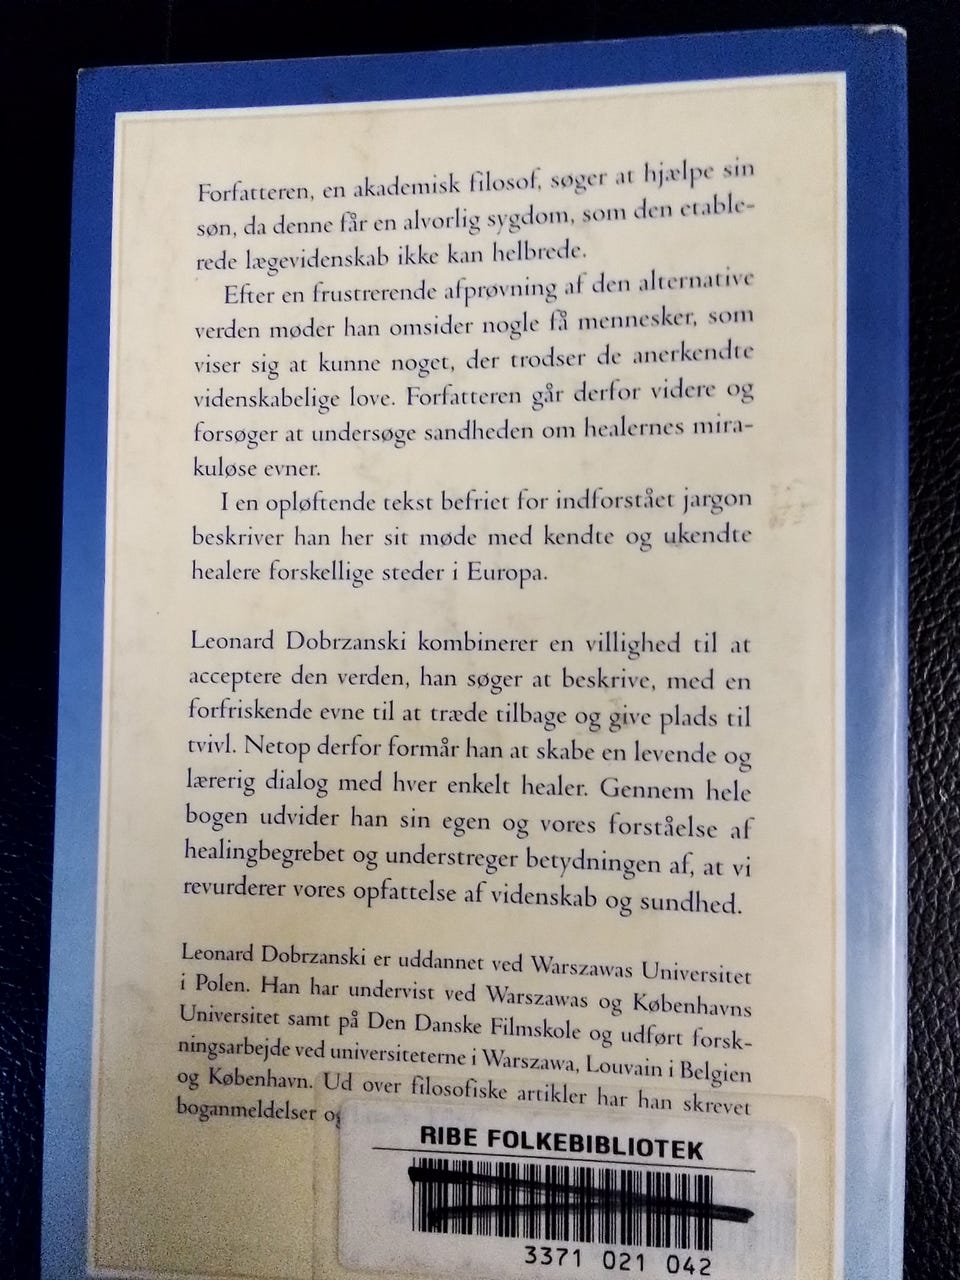 Forfatteren, en akademisk filosof, søger at hjælpe sin
søn, da denne får en alvorlig sygdom, som den etable-
rede lægevidenskab ikke kan helbrede.
Efter en frustrerende afprøvning af den alternative
verden møder han omsider nogle få mennesker, som
viser sig at kunne noget, der trodser de anerkendte
videnskabelige love. Forfatteren går derfor videre og
forsøger at undersøge sandheden om healernes mira-
kuløse evner.
I en opløftende tekst befriet for indforstået jargon
beskriver han her sit møde med kendte og ukendte
healere forskellige steder i Europa.
Leonard Dobrzanski kombinerer en villighed til at
acceptere den verden, han søger at beskrive, med en
forfriskende evne til at træde tilbage og give plads til
tvivl. Netop derfor formår han at skabe en levende og
lærerig dialog med hver enkelt healer. Gennem hele
bogen udvider han sin egen og vores forståelse af
healingbegrebet og understreger betydningen af, at vi
revurderer vores opfattelse af videnskab og sundhed.
Leonard Dobrzanski er uddannet ved Warszawas Universitet
i Polen. Han har undervist ved Warszawas og Københavns
Universitet samt på Den Danske Filmskole og udført forsk-
ningsarbejde ved universiteterne i Warszawa, Louvain i Belgien
og København. Ud over filosofiske artikler har han skrevet
boganmeldelser og
RIBE FOLKEBIBLIOTEK
3371 021 042